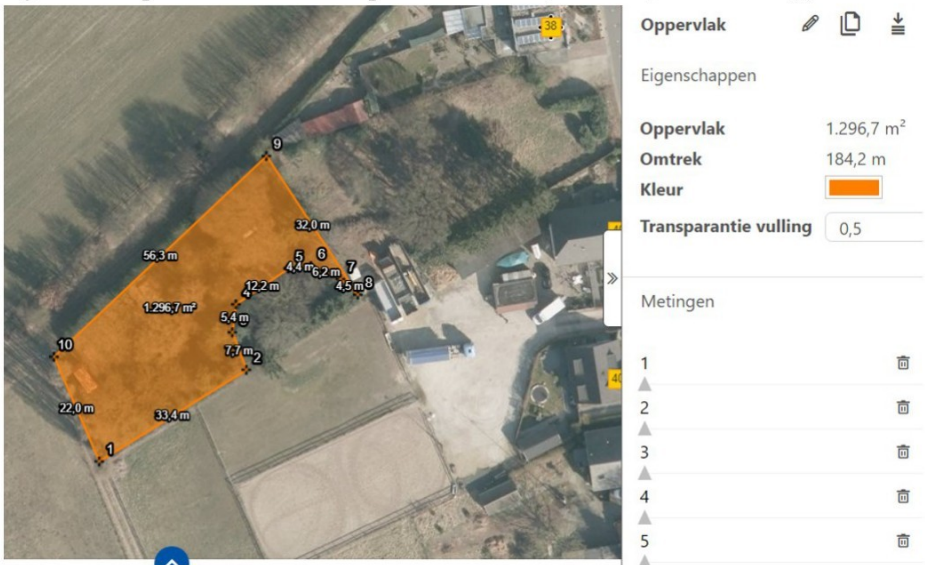 38
Oppervlak
Eigenschappen
Oppervlak 1.296,7 m²
Omtrek 184,2 m
Kleur
Transparantie vulling 0,5
Metingen
1
2
3
4
5
9
32,0 m
56,3 m
5
6
4,4 m
6,2 m
7
8
4,5 m
12,2 m
4
1.296,7 m²
5,4 m
10
7,7 m
2
22,0 m
33,4 m
1
40